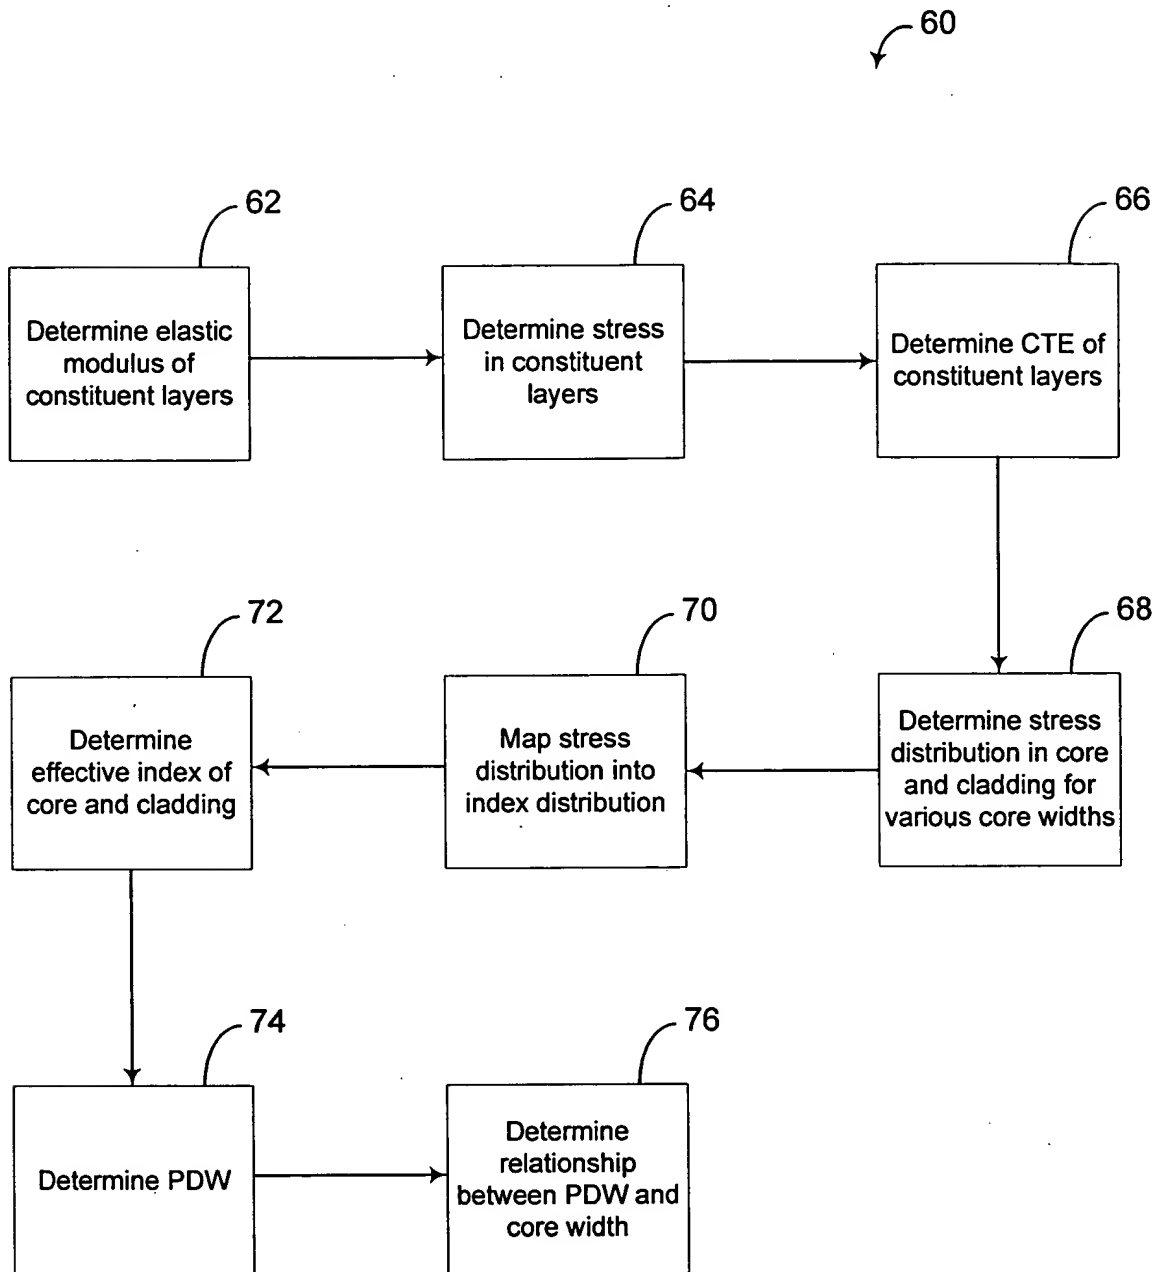 60
62
Determine elastic
modulus of
constituent layers
64
Determine stress
in constituent
layers
66
Determine CTE of
constituent layers
68
Determine stress
distribution in core
and cladding for
various core widths
70
Map stress
distribution into
index distribution
72
Determine
effective index of
core and cladding
74
Determine PDW
76
Determine
relationship
between PDW and
core width